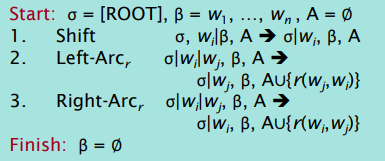 Start: σ = [ROOT], β = w₁, …, wₙ , A = ∅
1. Shift σ, wᵢ|β, A ➔ σ|wᵢ, β, A
2. Left-Arcᵣ σ|wᵢ|wⱼ, β, A ➔
σ|wⱼ, β, A∪{r(wⱼ,wᵢ)}
3. Right-Arcᵣ σ|wᵢ|wⱼ, β, A ➔
σ|wᵢ, β, A∪{r(wᵢ,wⱼ)}
Finish: β = ∅